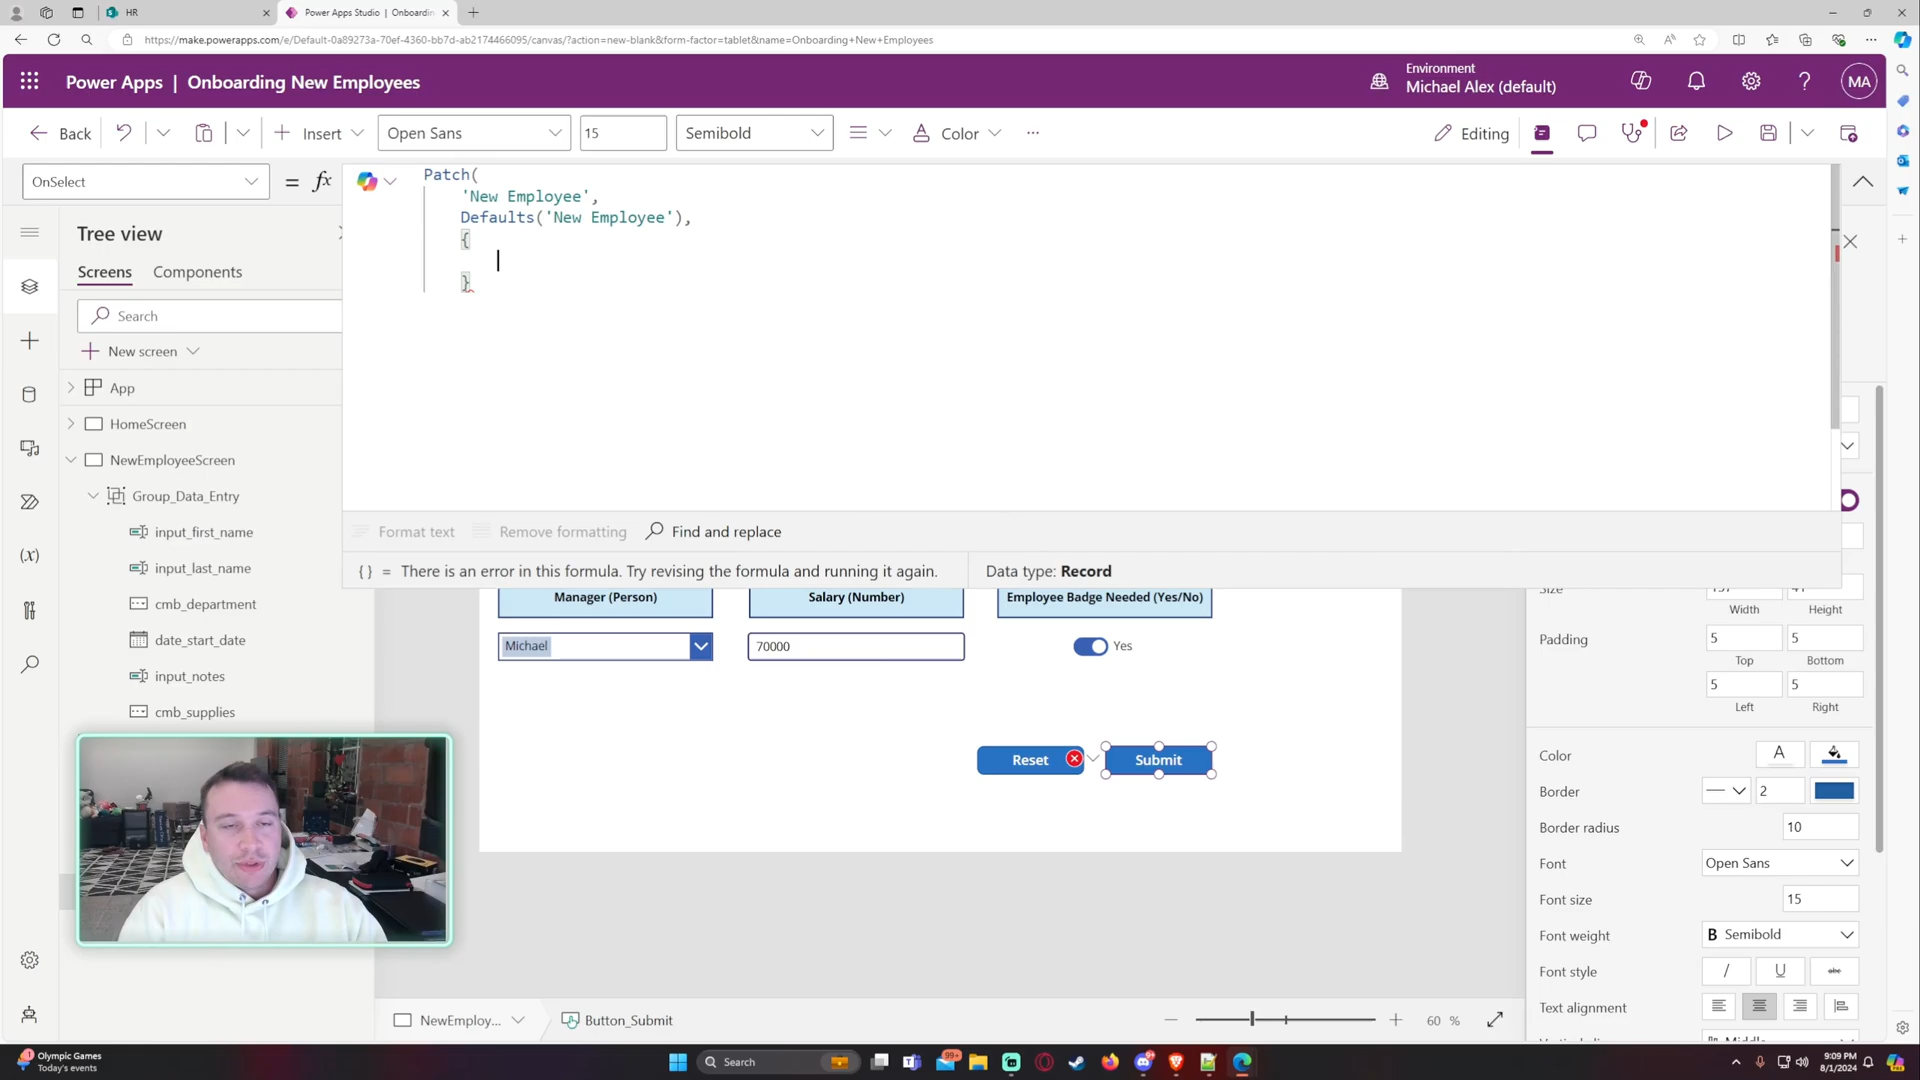 HR
Power Apps Studio | Onboardin
https://make.powerapps.com/e/Default-0a89273a-70ef-4360-bb7d-ab2174466095/canvas/?action=new-blank&form-factor=tablet&name=Onboarding+New+Employees
Power Apps | Onboarding New Employees
Environment
Michael Alex (default)
MA
Back
Insert
Open Sans
15
Semibold
Color
Editing
OnSelect
= fx
Patch(
'New Employee',
Defaults('New Employee'),
{
}
Tree view
Screens
Components
Search
New screen
App
HomeScreen
NewEmployeeScreen
Group_Data_Entry
input_first_name
input_last_name
cmb_department
date_start_date
input_notes
cmb_supplies
Format text
Remove formatting
Find and replace
{ } = There is an error in this formula. Try revising the formula and running it again.
Data type: Record
Manager (Person)
Salary (Number)
Employee Badge Needed (Yes/No)
Michael
70000
Yes
Reset
Submit
Size
Width
Height
Padding
5
5
Top
Bottom
5
5
Left
Right
Color
A
Border
2
Border radius
10
Font
Open Sans
Font size
15
Font weight
B Semibold
Font style
/
U
abc
Text alignment
NewEmploy...
Button_Submit
60 %
Olympic Games
Today's events
Search
99+
9:09 PM
8/1/2024